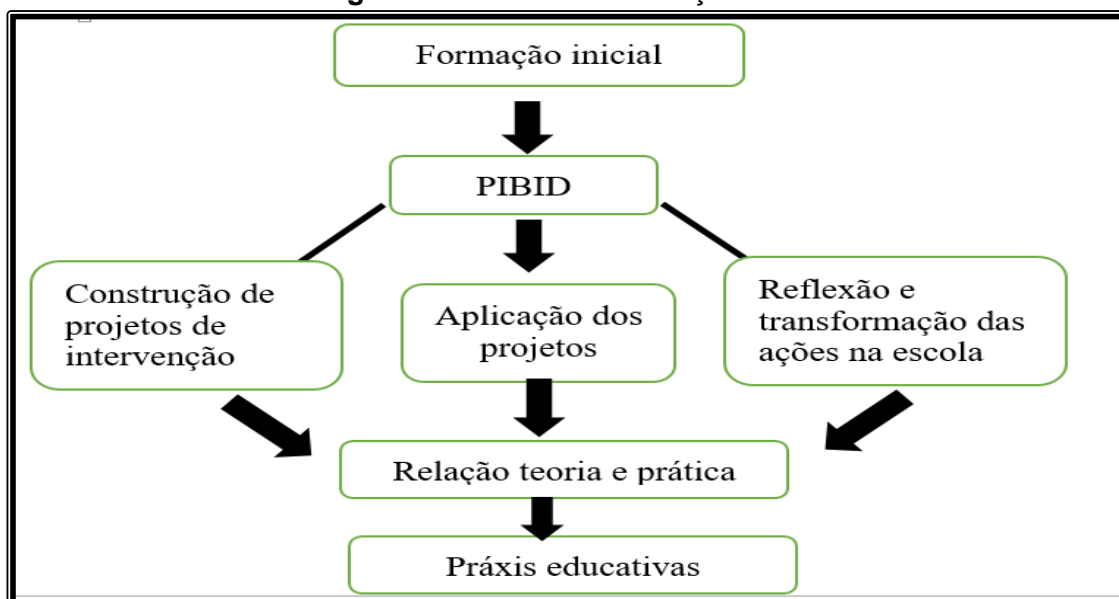 Formação inicial
PIBID
Construção de
projetos de
intervenção
Aplicação dos
projetos
Reflexão e
transformação das
ações na escola
Relação teoria e prática
Práxis educativas